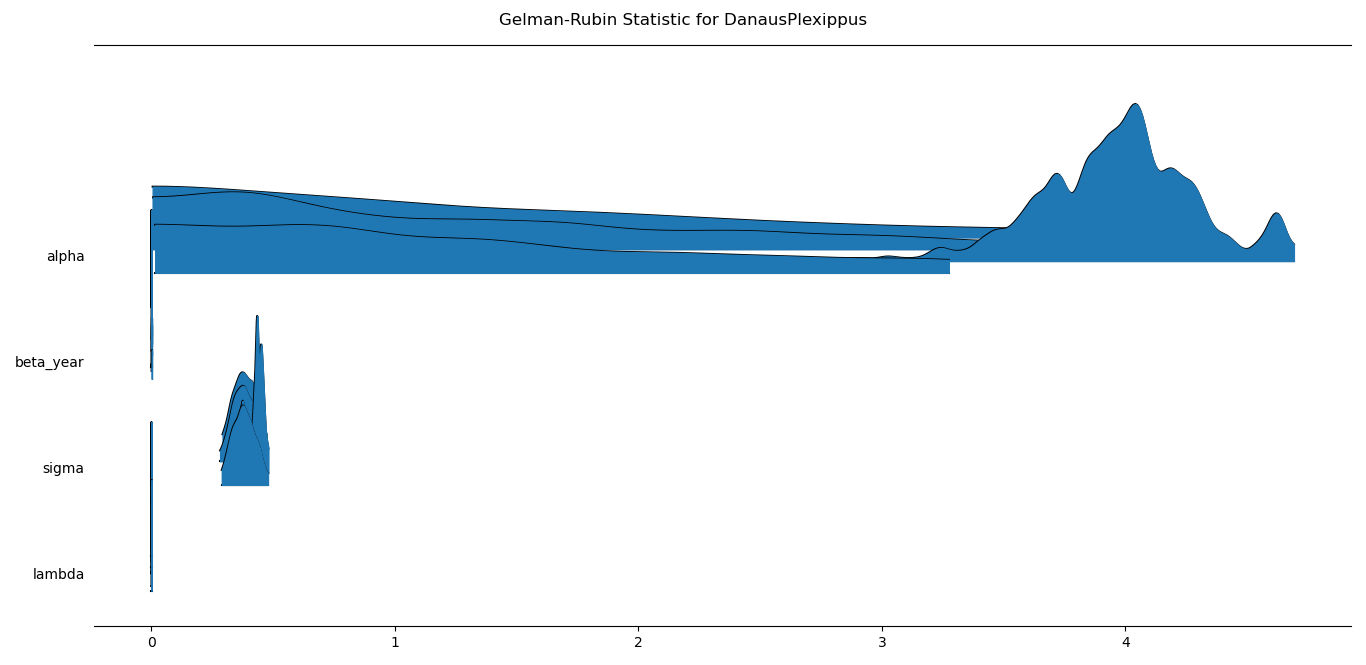 Gelman-Rubin Statistic for DanausPlexippus
alpha
beta_year
sigma
lambda
0 1 2 3 4